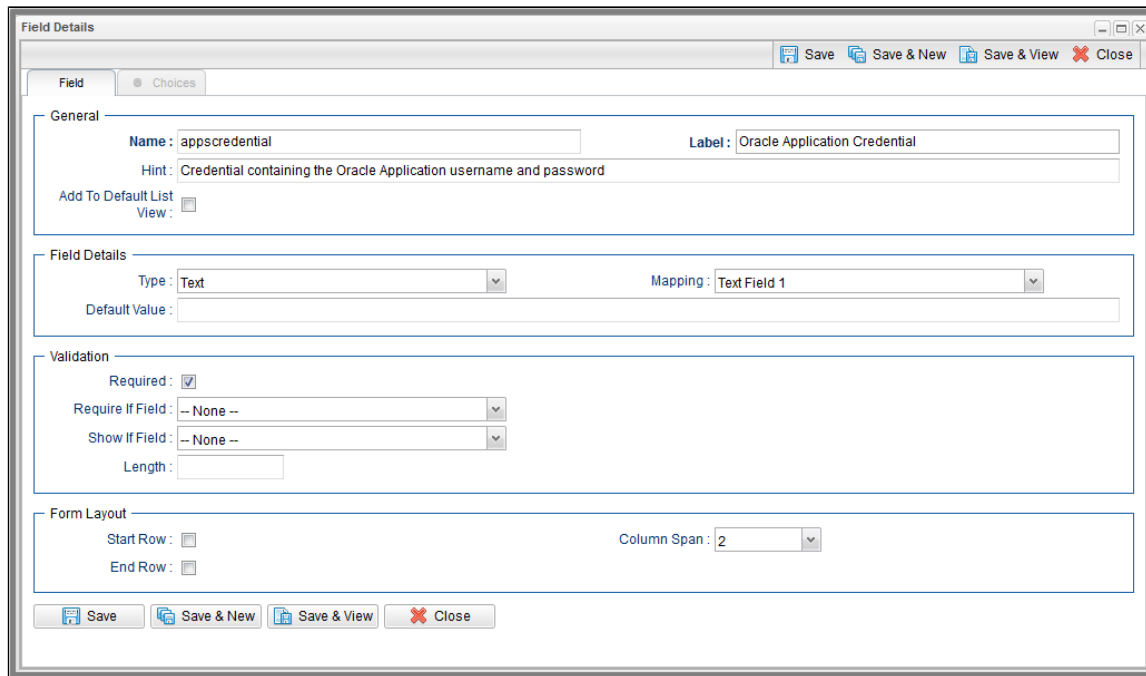 Field Details
Save Save & New Save & View Close
Field Choices
General
Name : appscredential Label : Oracle Application Credential
Hint : Credential containing the Oracle Application username and password
Add To Default List
View :
Field Details
Type : Text Mapping : Text Field 1
Default Value :
Validation
Required :
Require If Field : -- None --
Show If Field : -- None --
Length :
Form Layout
Start Row : Column Span : 2
End Row :
Save Save & New Save & View Close